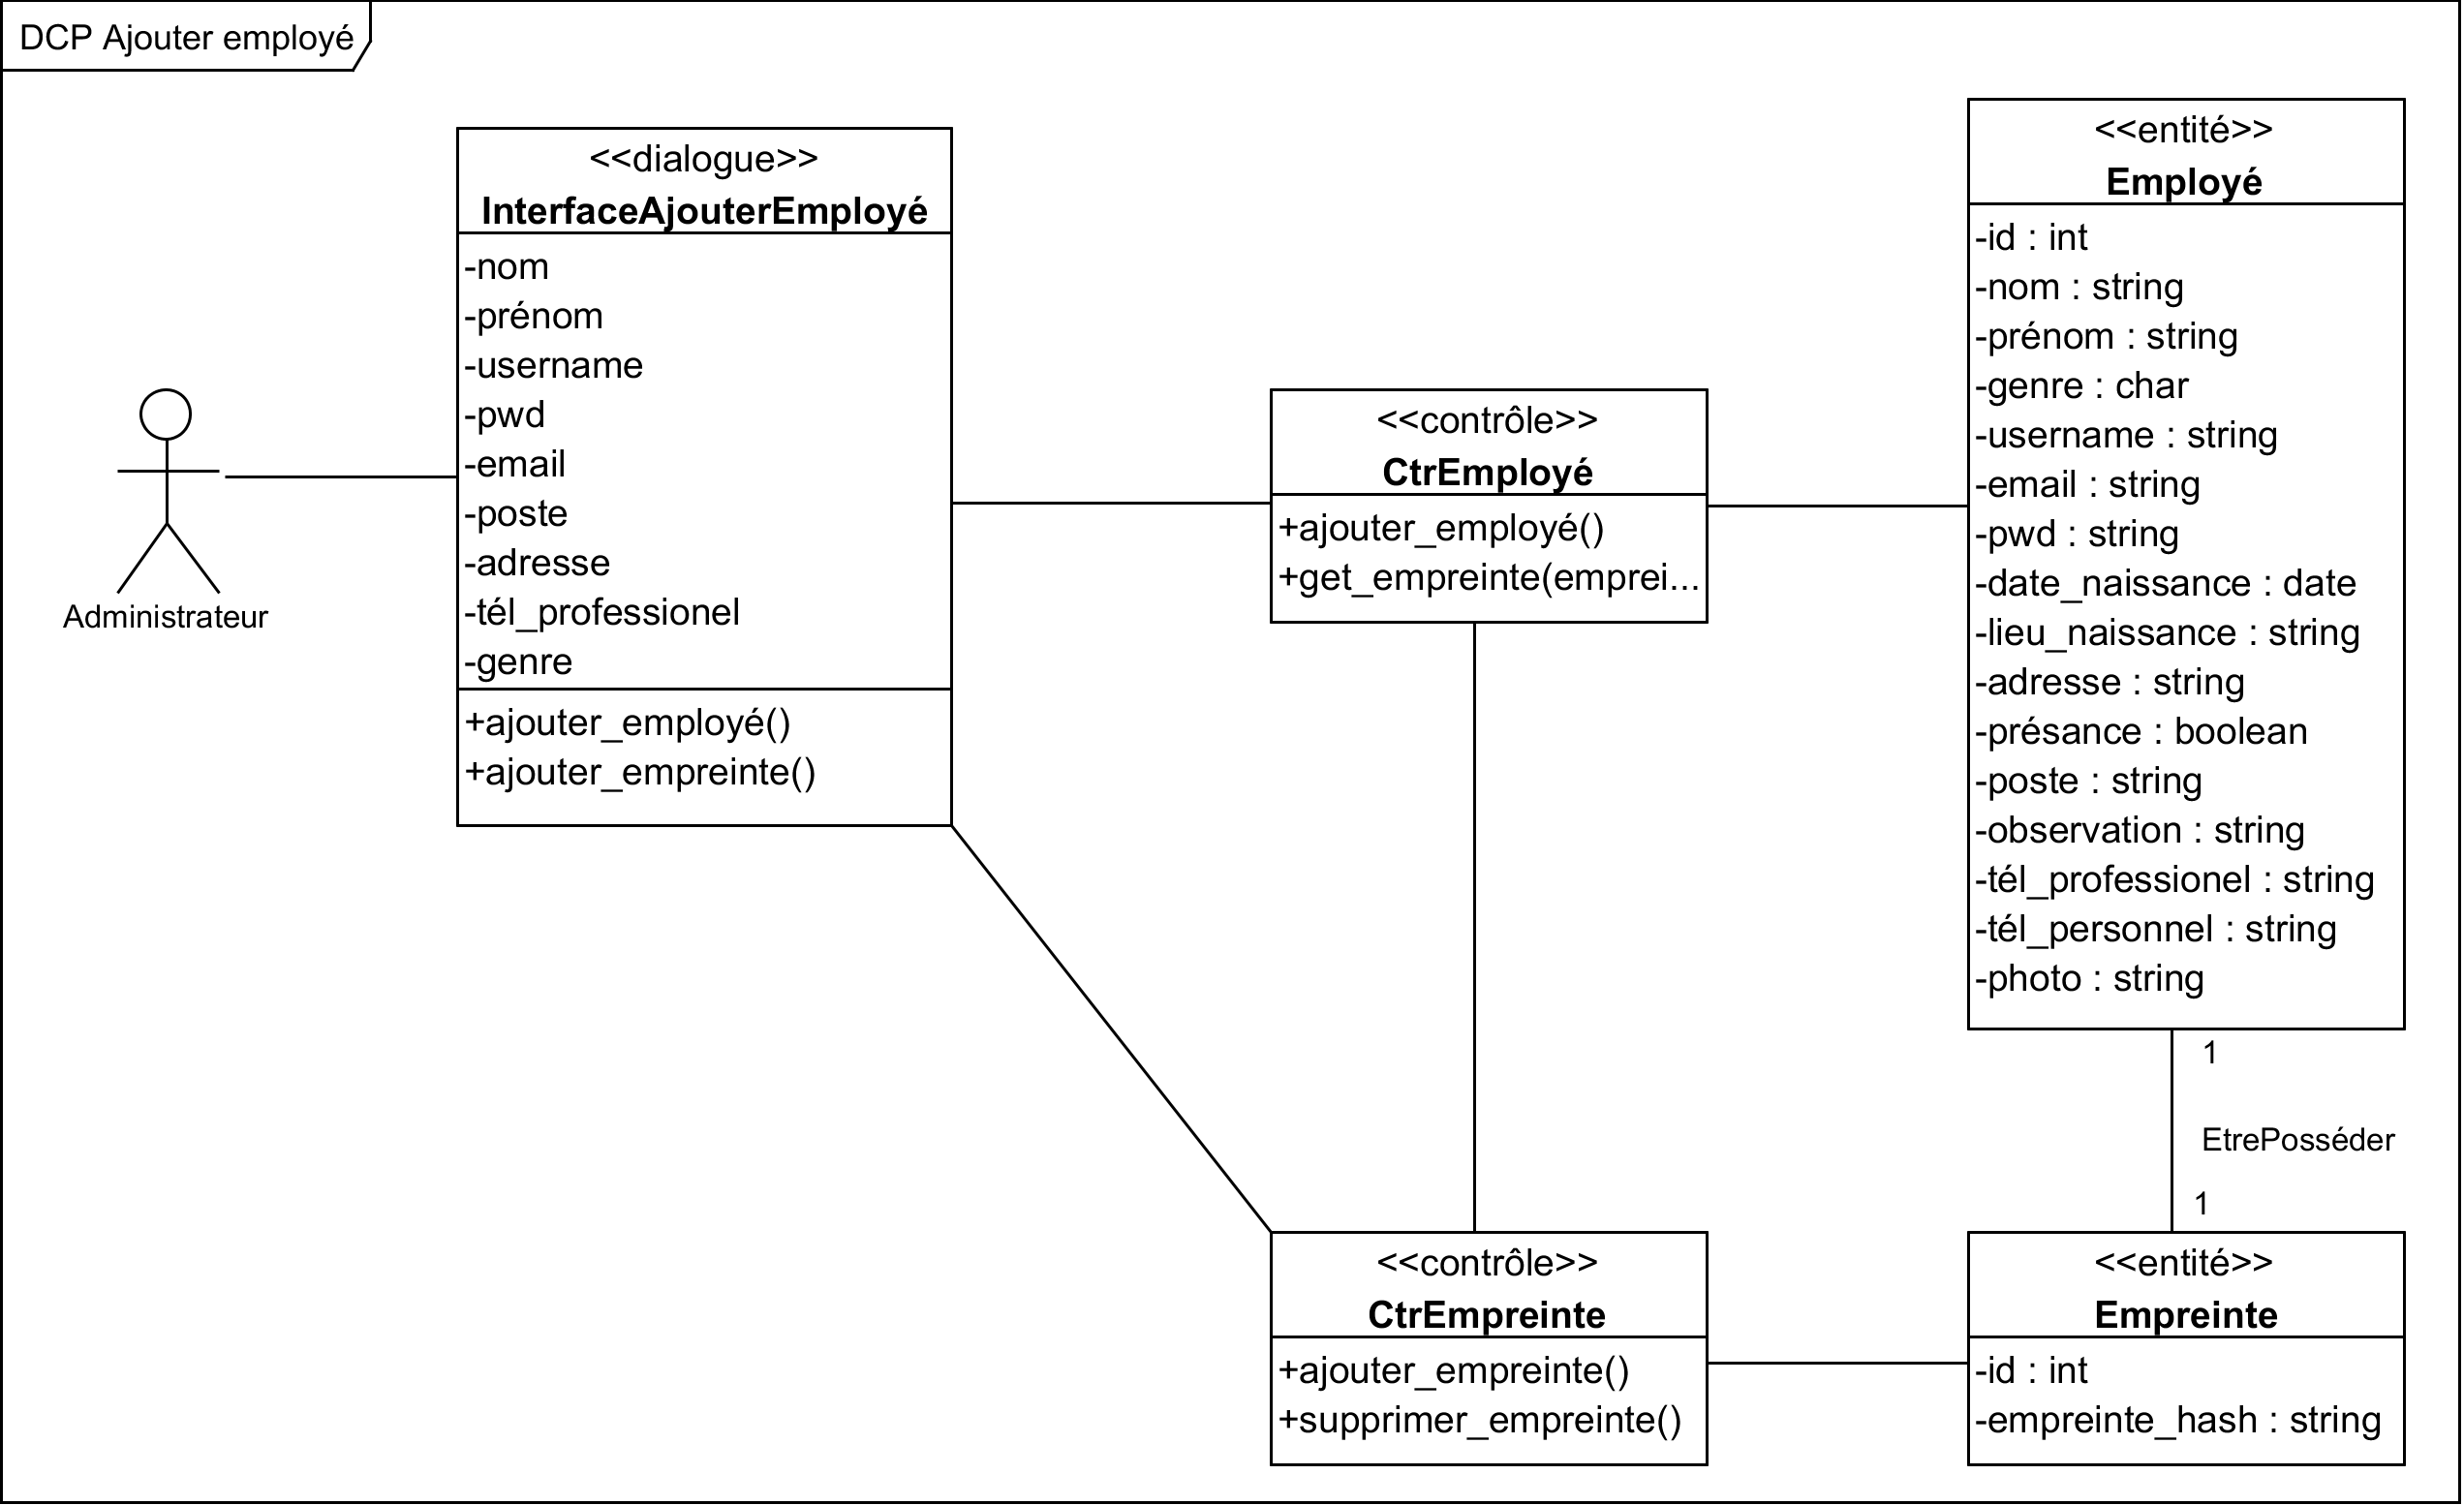 DCP Ajouter employé
Administrateur
<<dialogue>>
InterfaceAjouterEmployé
-nom
-prénom
-username
-pwd
-email
-poste
-adresse
-tél_professionel
-genre
+ajouter_employé()
+ajouter_empreinte()
<<contrôle>>
CtrEmployé
+ajouter_employé()
+get_empreinte(emprei...
<<entité>>
Employé
-id : int
-nom : string
-prénom : string
-genre : char
-username : string
-email : string
-pwd : string
-date_naissance : date
-lieu_naissance : string
-adresse : string
-présance : boolean
-poste : string
-observation : string
-tél_professionel : string
-tél_personnel : string
-photo : string
1
EtrePosséder
1
<<contrôle>>
CtrEmpreinte
+ajouter_empreinte()
+supprimer_empreinte()
<<entité>>
Empreinte
-id : int
-empreinte_hash : string